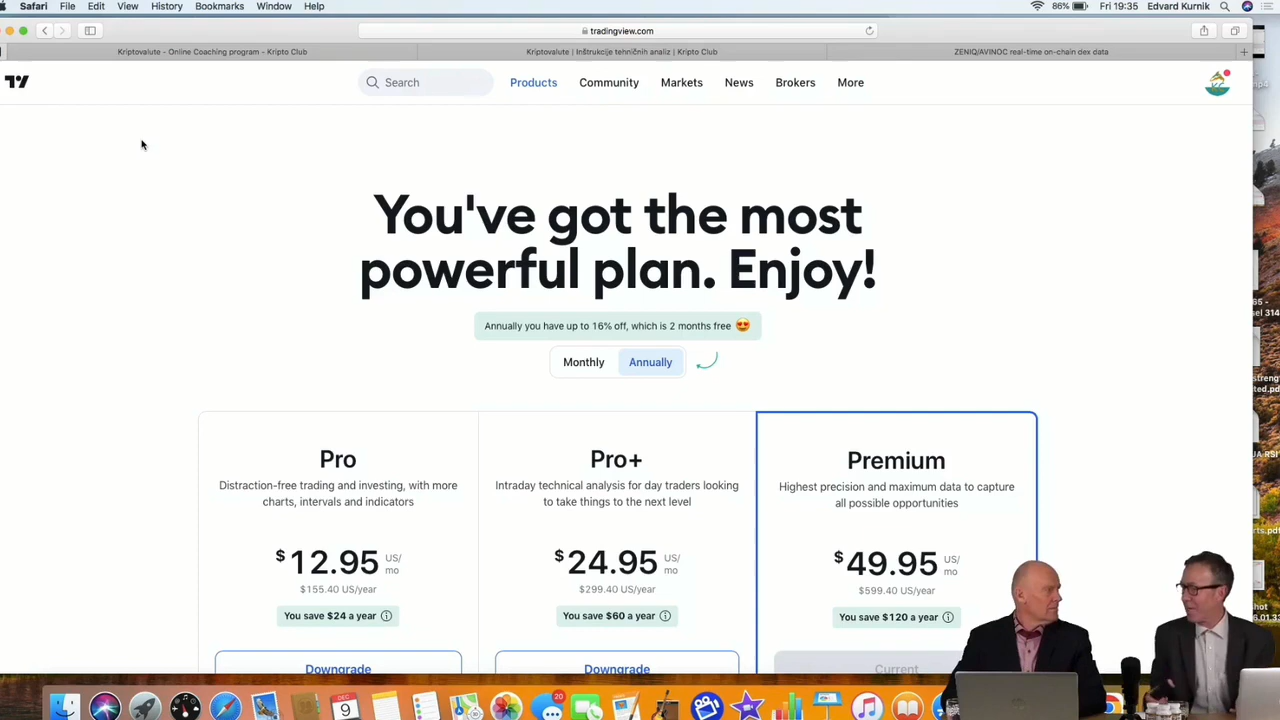 Safari File Edit View History Bookmarks Window Help 86% Fri 19:35 Edvard Kurnik
tradingview.com
Kriptovalute - Online Coaching program - Kripto Club Kriptovalute | Inštrukcije tehničnih analiz | Kripto Club ZENIQ/AVINOC real-time on-chain dex data
Search Products Community Markets News Brokers More
You've got the most
powerful plan. Enjoy!
Annually you have up to 16% off, which is 2 months free
Monthly Annually
Pro
Distraction-free trading and investing, with more
charts, intervals and indicators
$12.95 US/
mo
$155.40 US/year
You save $24 a year
Downgrade
Pro+
Intraday technical analysis for day traders looking
to take things to the next level
$24.95 US/
mo
$299.40 US/year
You save $60 a year
Downgrade
Premium
Highest precision and maximum data to capture
all possible opportunities
$49.95 US/
mo
$599.40 US/year
You save $120 a year
Current
DEC
9
20